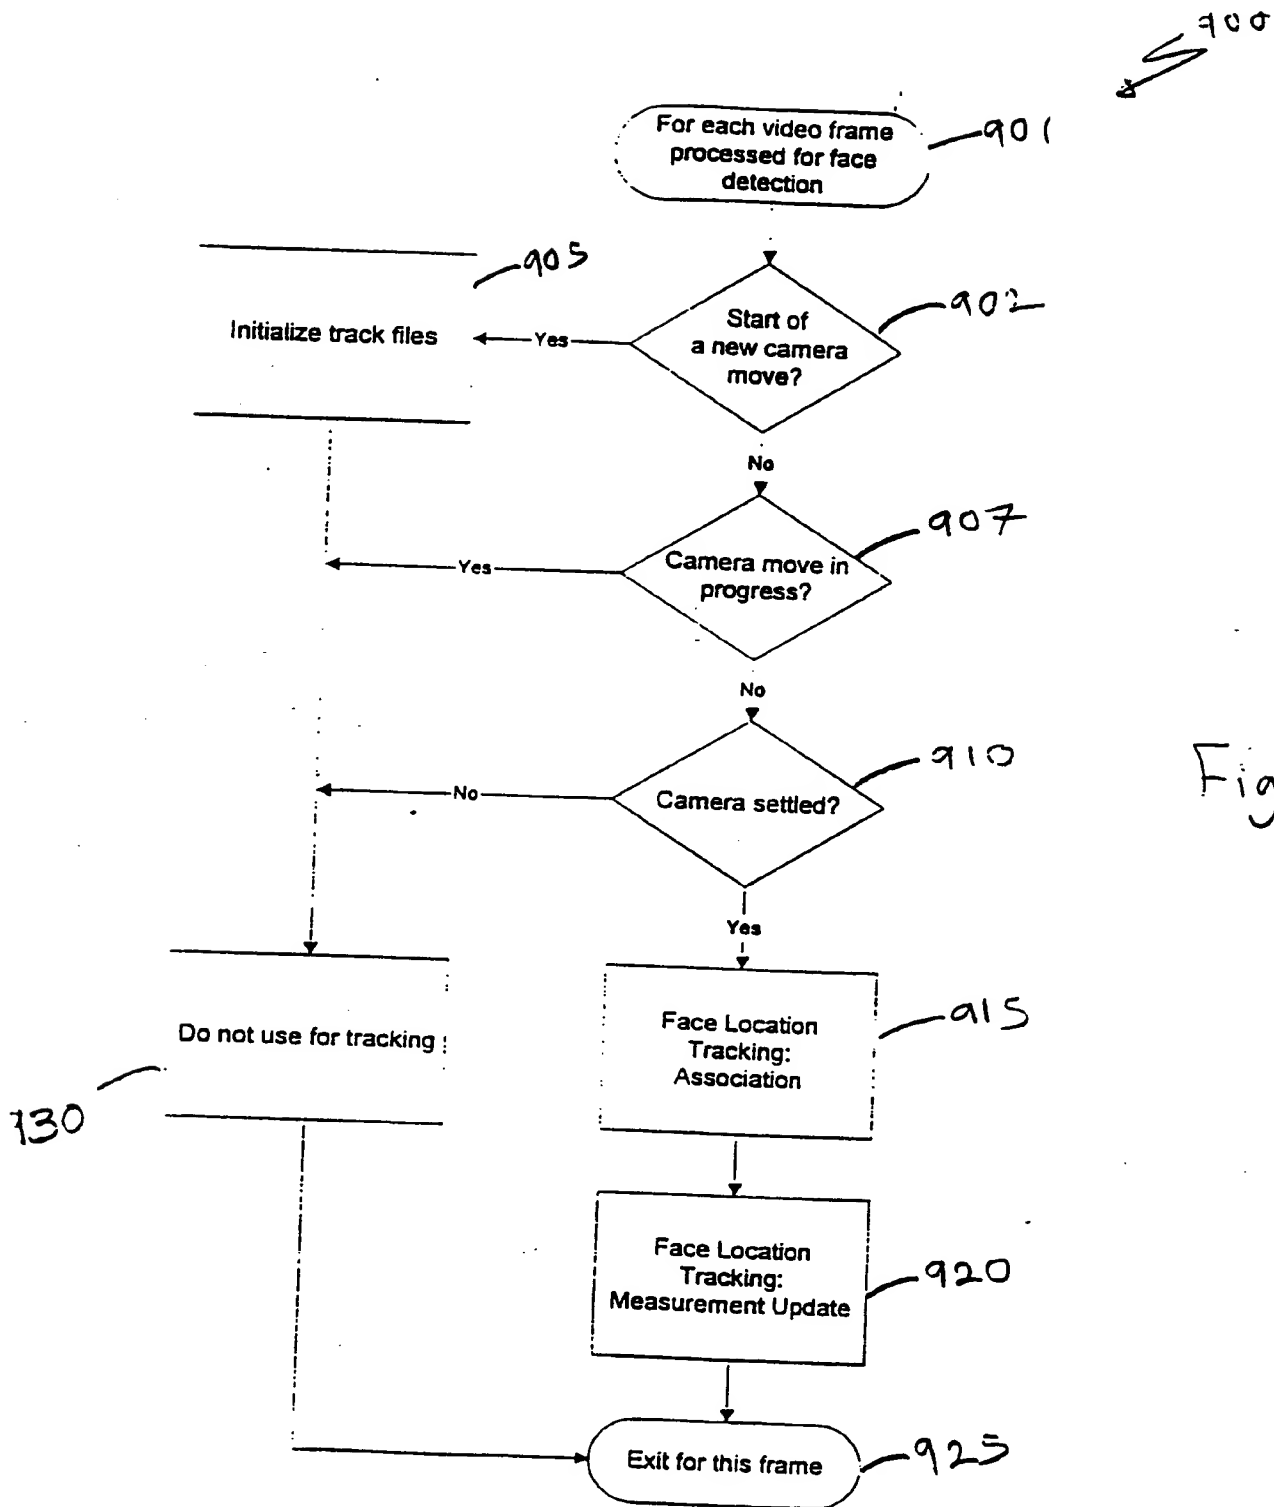 900
For each video frame
processed for face
detection
901
905
902
Initialize track files
Yes
Start of
a new camera
move?
No
907
Yes
Camera move in
progress?
No
910
Fig
No
Camera settled?
Yes
915
Do not use for tracking
Face Location
Tracking:
Association
930
920
Face Location
Tracking:
Measurement Update
Exit for this frame
925